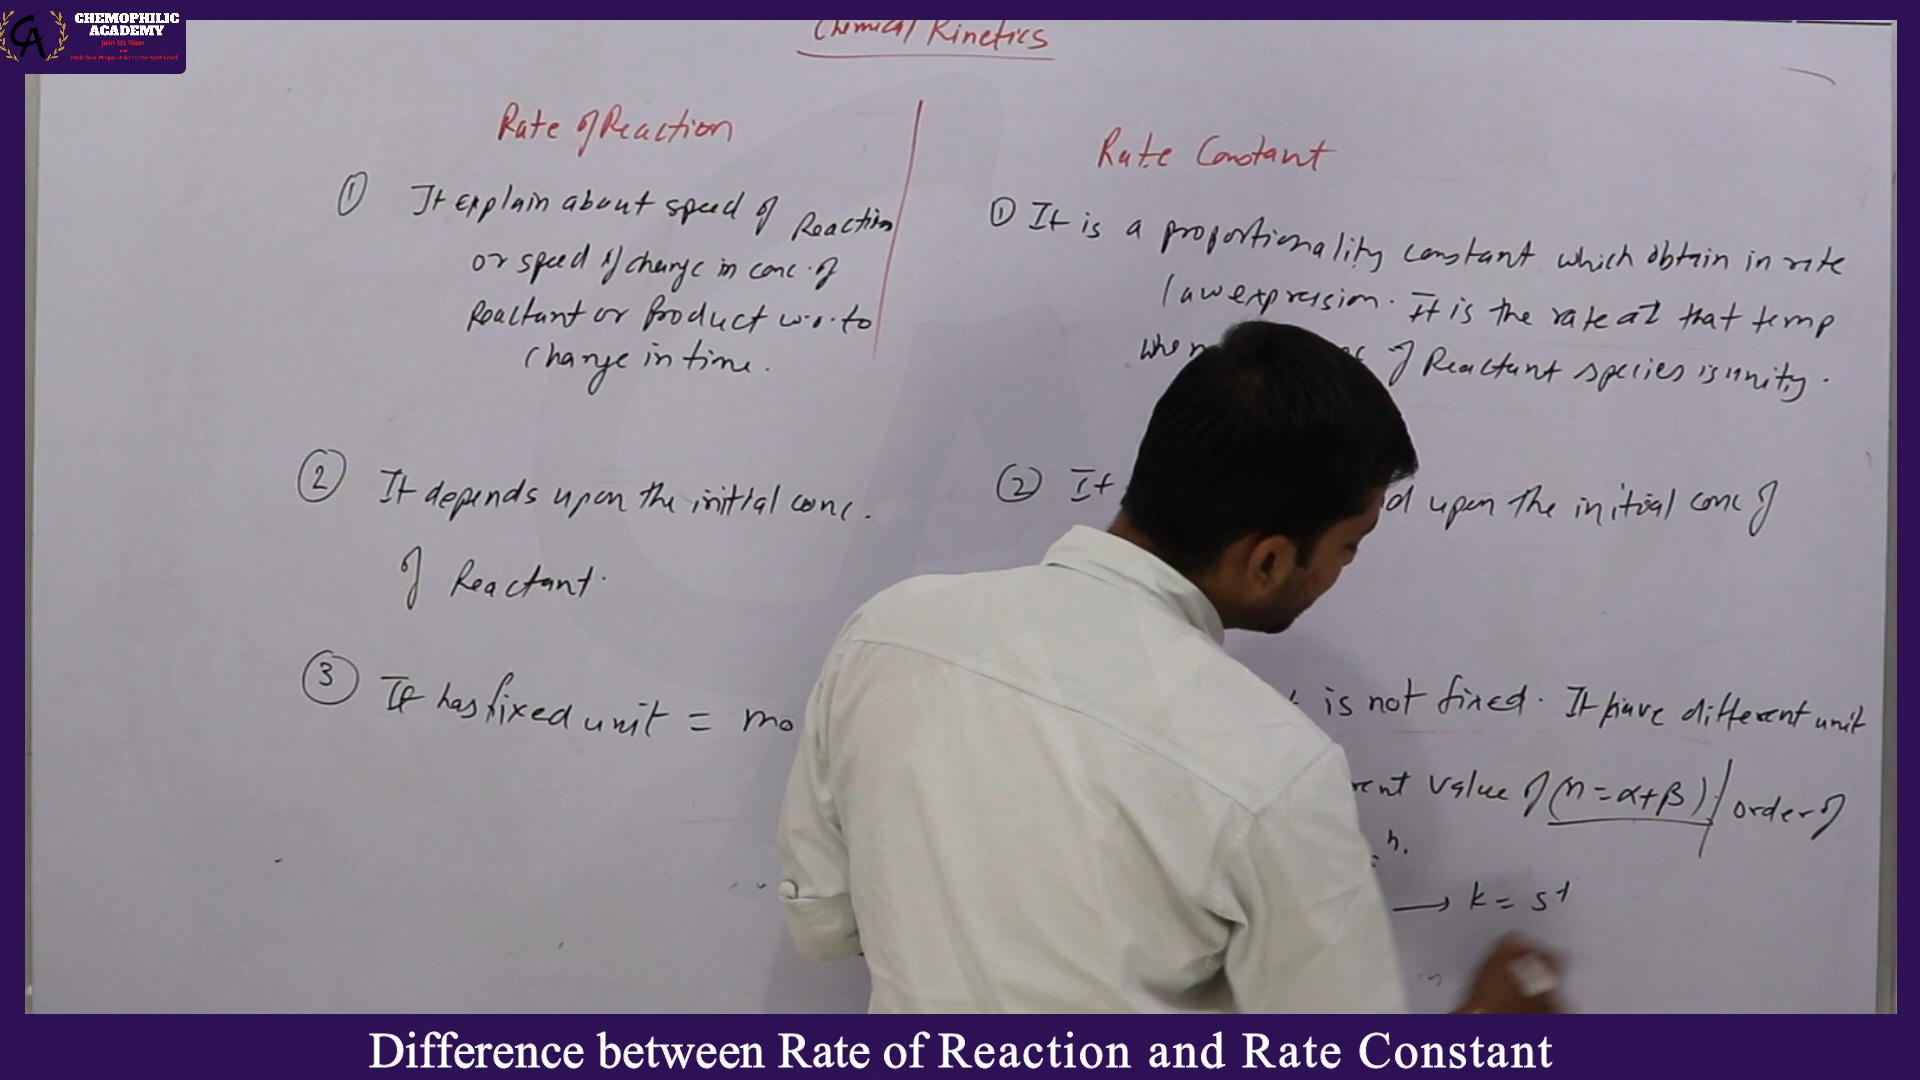 CHEMOPHILIC
ACADEMY
Join Us Now
CA
Chemical Kinetics
Rate of Reaction
① It explain about speed of Reaction
or speed of change in conc. of
Reactant or Product w.r.to
change in time.
② It depends upon the initial conc.
of Reactant.
③ It has fixed unit = mo
Rate Constant
① It is a proportionality constant which obtain in rate
law expression. It is the rate at that temp
when of Reactant species is unity.
② It d upon the initial conc of
is not fixed. It have different unit
rent value of (n = α+β) / order of
n.
→ k = s-1
Difference between Rate of Reaction and Rate Constant